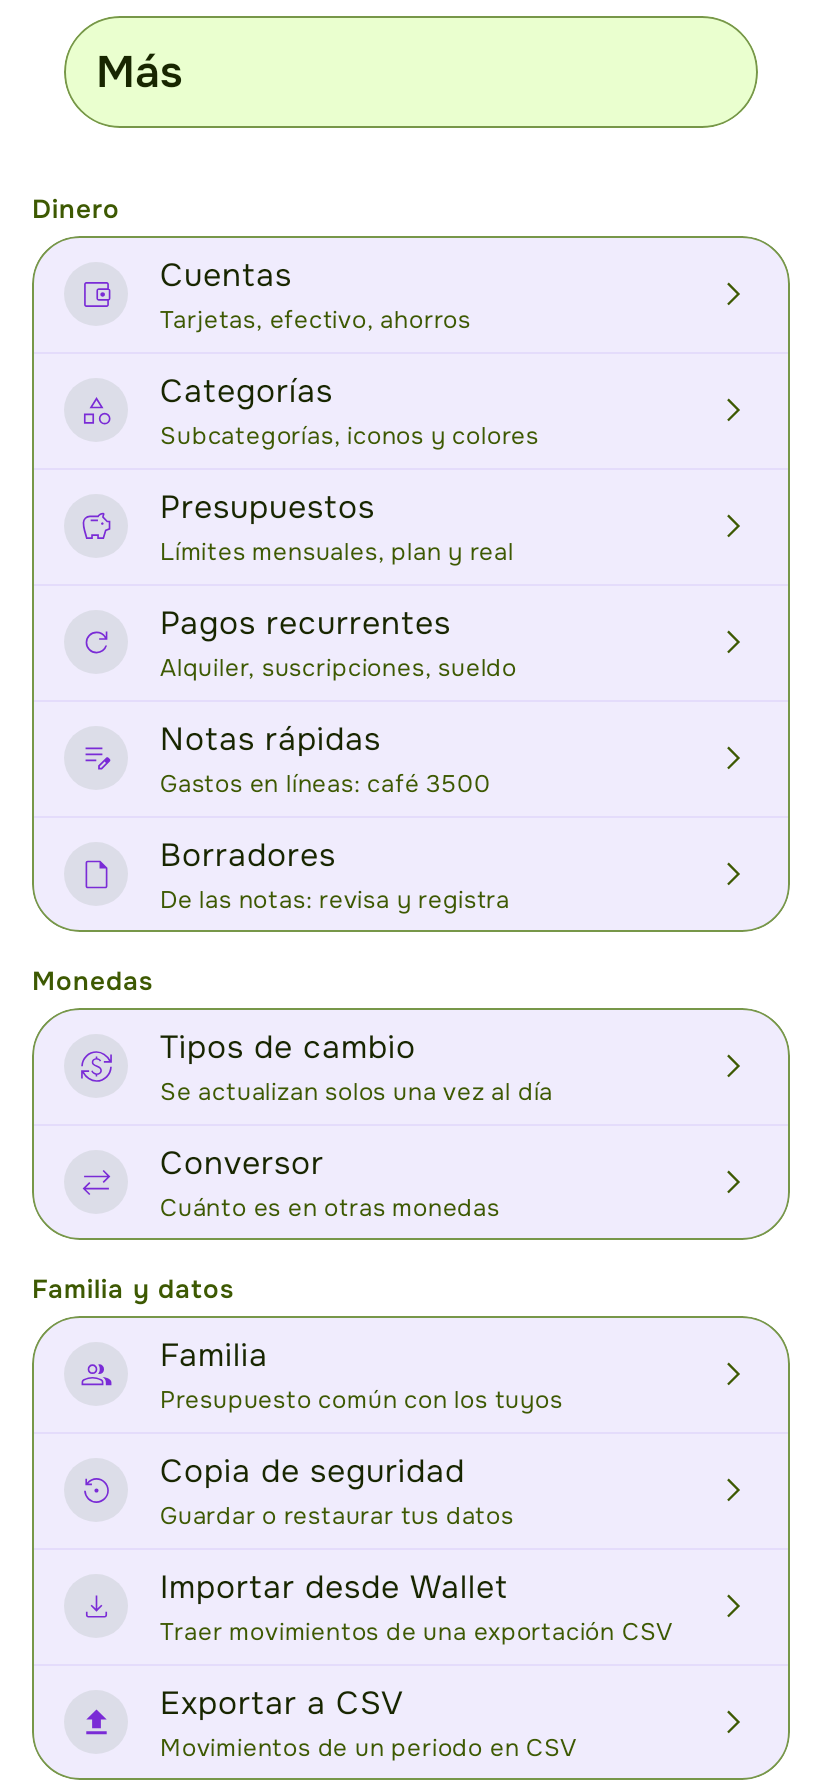 Más
Dinero
Cuentas
Tarjetas, efectivo, ahorros
Categorías
Subcategorías, iconos y colores
Presupuestos
Límites mensuales, plan y real
Pagos recurrentes
Alquiler, suscripciones, sueldo
Notas rápidas
Gastos en líneas: café 3500
Borradores
De las notas: revisa y registra
Monedas
Tipos de cambio
Se actualizan solos una vez al día
Conversor
Cuánto es en otras monedas
Familia y datos
Familia
Presupuesto común con los tuyos
Copia de seguridad
Guardar o restaurar tus datos
Importar desde Wallet
Traer movimientos de una exportación CSV
Exportar a CSV
Movimientos de un periodo en CSV